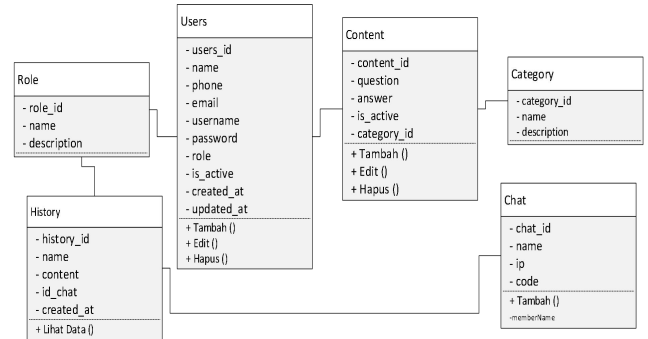 Role
- role_id
- name
- description
Users
- users_id
- name
- phone
- email
- username
- password
- role
- is_active
- created_at
- updated_at
+ Tambah ()
+ Edit ()
+ Hapus ()
Content
- content_id
- question
- answer
- is_active
- category_id
+ Tambah ()
+ Edit ()
+ Hapus ()
Category
- category_id
- name
- description
History
- history_id
- name
- content
- id_chat
- created_at
+ Lihat Data ()
Chat
- chat_id
- name
- ip
- code
+ Tambah ()
-memberName